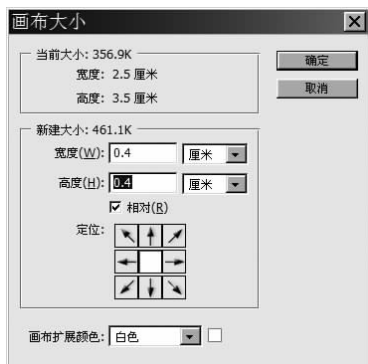 画布大小
当前大小: 356.9K
宽度: 2.5 厘米
高度: 3.5 厘米
确定
取消
新建大小: 461.1K
宽度(W): 0.4 厘米
高度(H): 0.4 厘米
相对(R)
定位:
画布扩展颜色: 白色